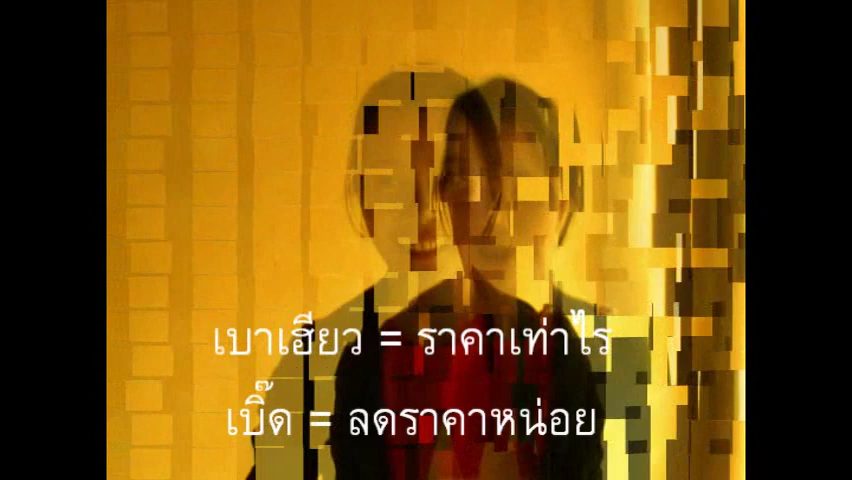 เบาเฮียว = ราคาเท่าไร
เบิ๊ด = ลดราคาหน่อย